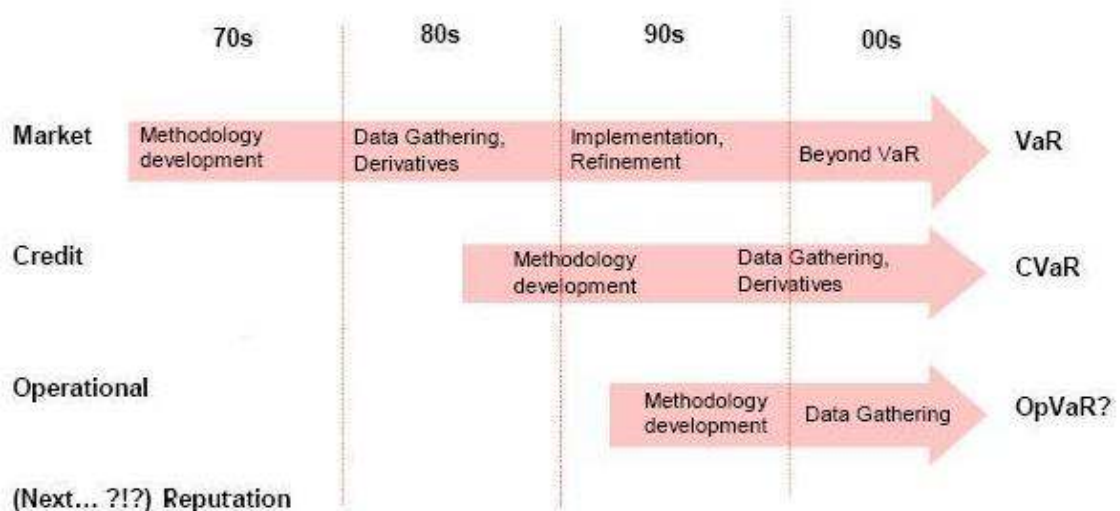 70s 80s 90s 00s
Market
Methodology
development
Data Gathering,
Derivatives
Implementation,
Refinement
Beyond VaR
VaR
Credit
Methodology
development
Data Gathering,
Derivatives
CVaR
Operational
Methodology
development
Data Gathering
OpVaR?
(Next... ?!?) Reputation